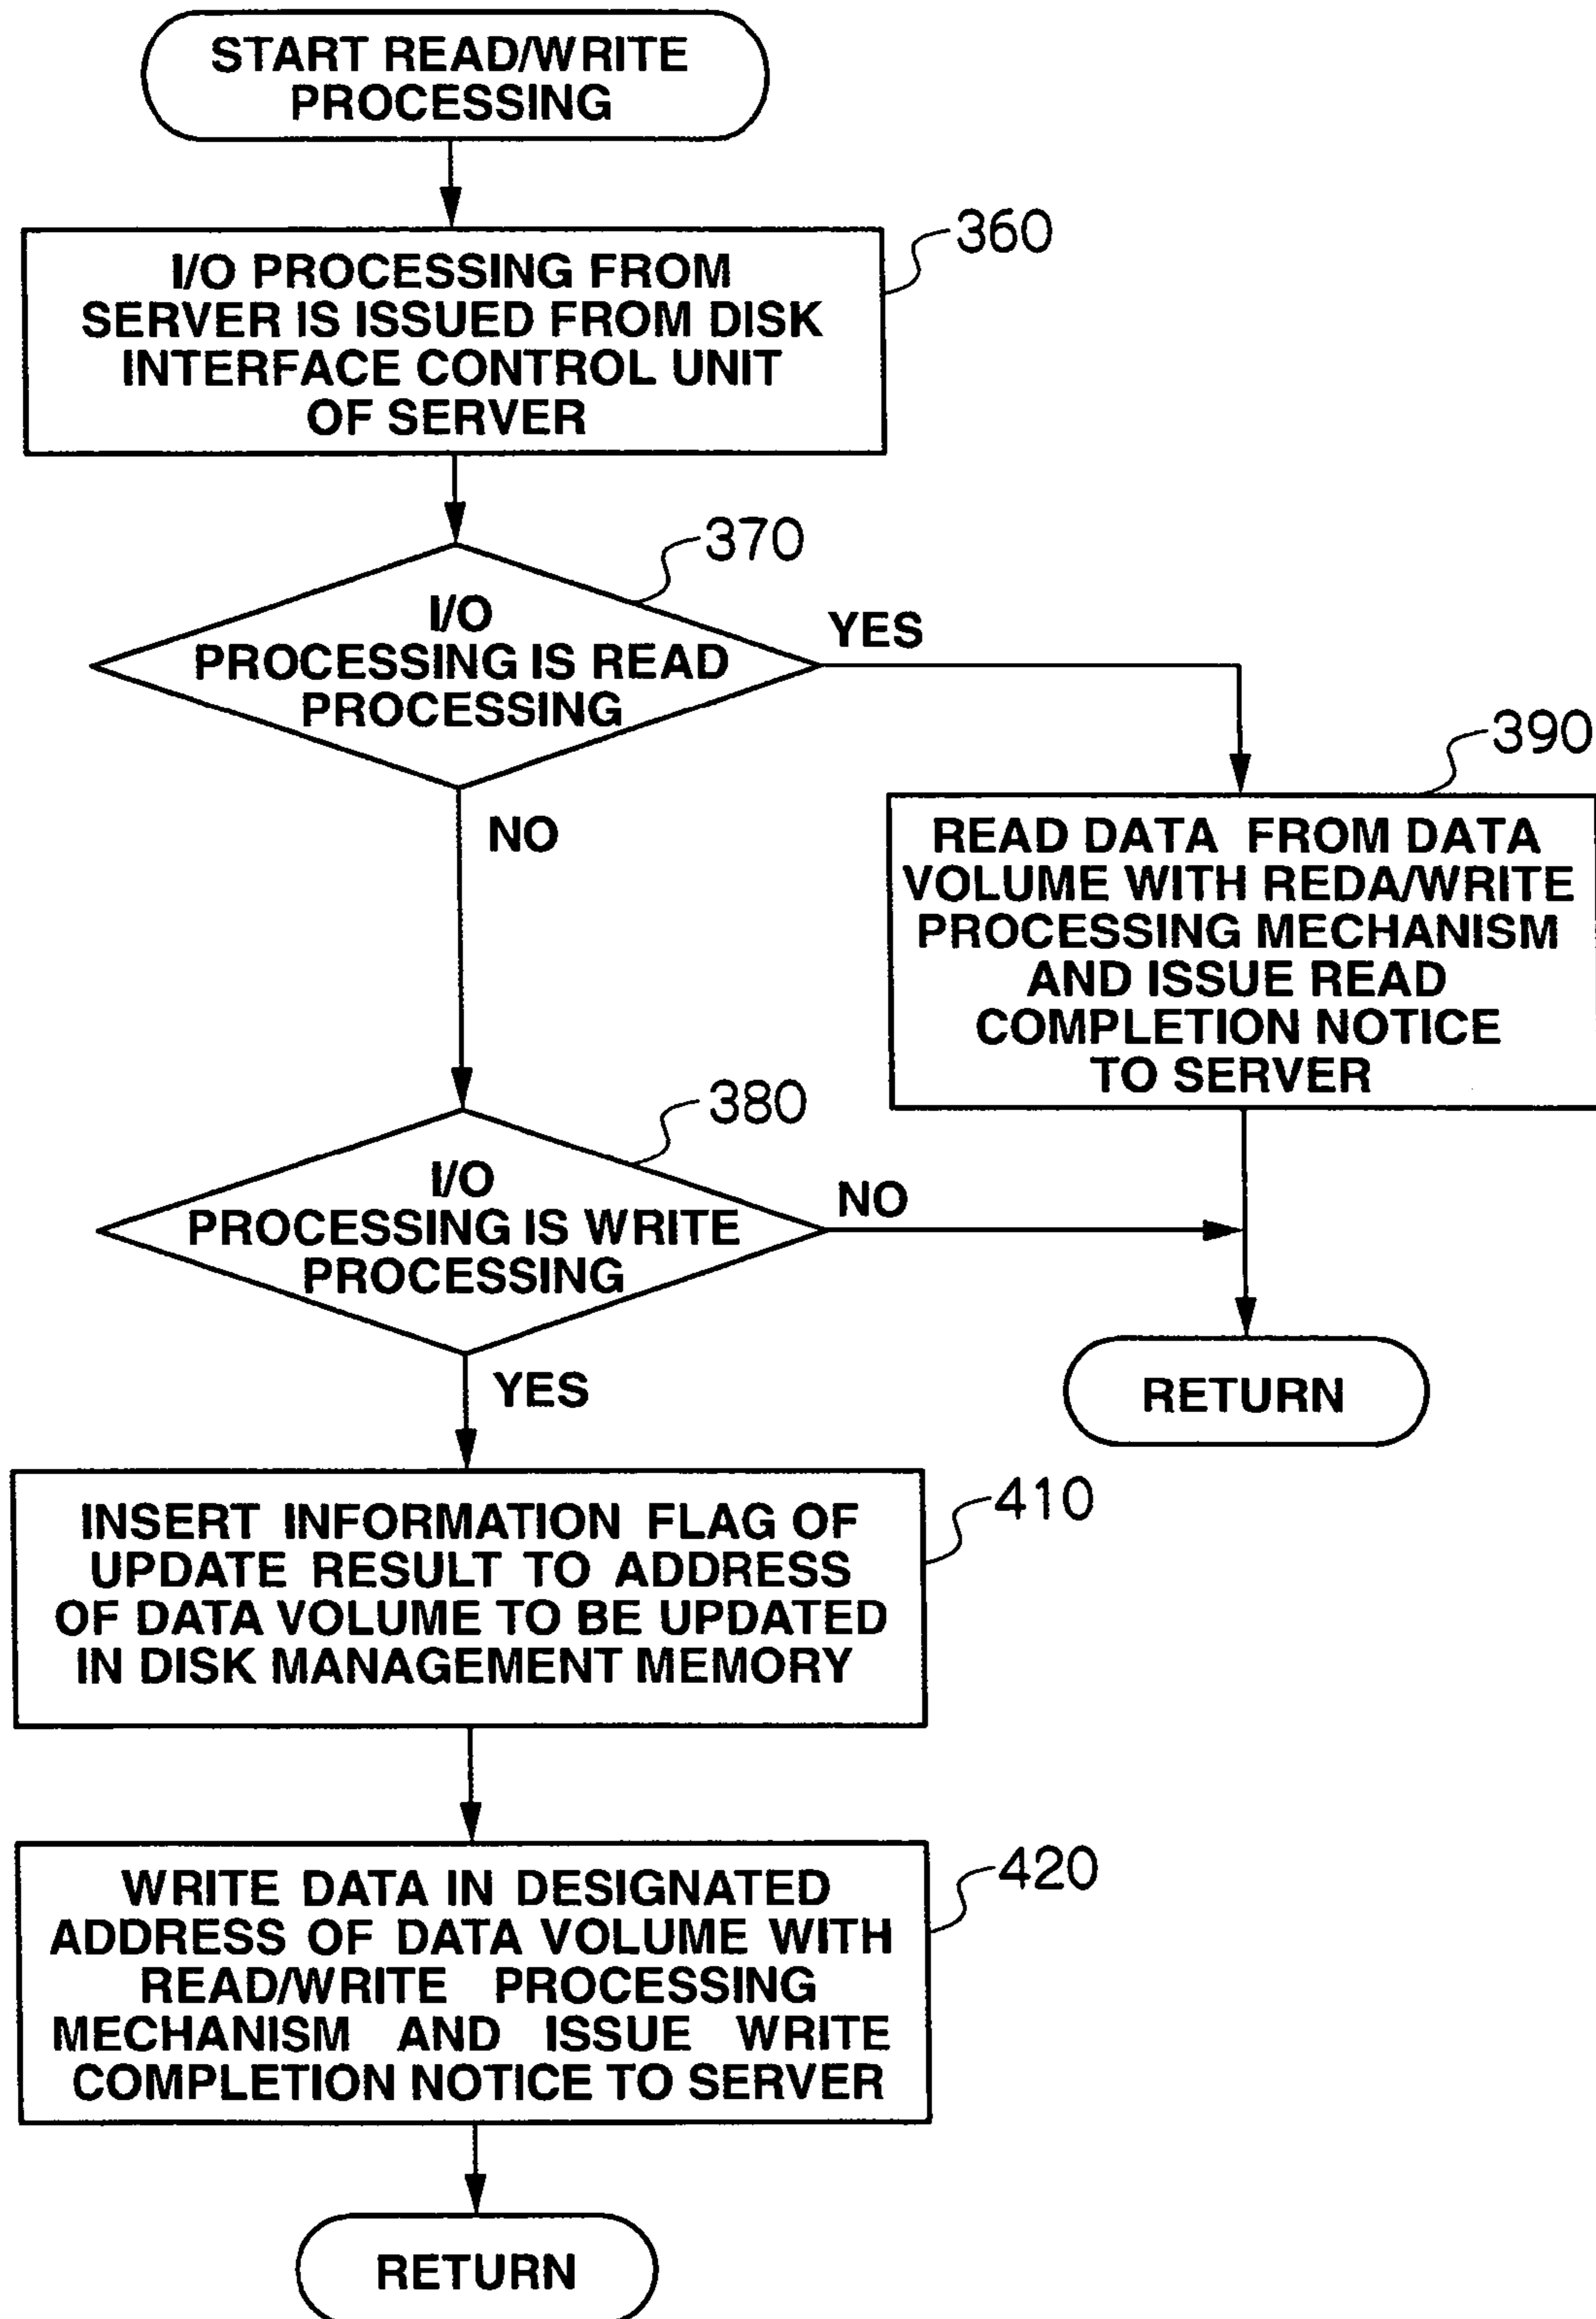 START READ/WRITE
PROCESSING
360
I/O PROCESSING FROM
SERVER IS ISSUED FROM DISK
INTERFACE CONTROL UNIT
OF SERVER
370
I/O
PROCESSING IS READ
PROCESSING
YES
NO
390
READ DATA FROM DATA
VOLUME WITH REDA/WRITE
PROCESSING MECHANISM
AND ISSUE READ
COMPLETION NOTICE
TO SERVER
380
I/O
PROCESSING IS WRITE
PROCESSING
NO
YES
RETURN
410
INSERT INFORMATION FLAG OF
UPDATE RESULT TO ADDRESS
OF DATA VOLUME TO BE UPDATED
IN DISK MANAGEMENT MEMORY
420
WRITE DATA IN DESIGNATED
ADDRESS OF DATA VOLUME WITH
READ/WRITE PROCESSING
MECHANISM AND ISSUE WRITE
COMPLETION NOTICE TO SERVER
RETURN